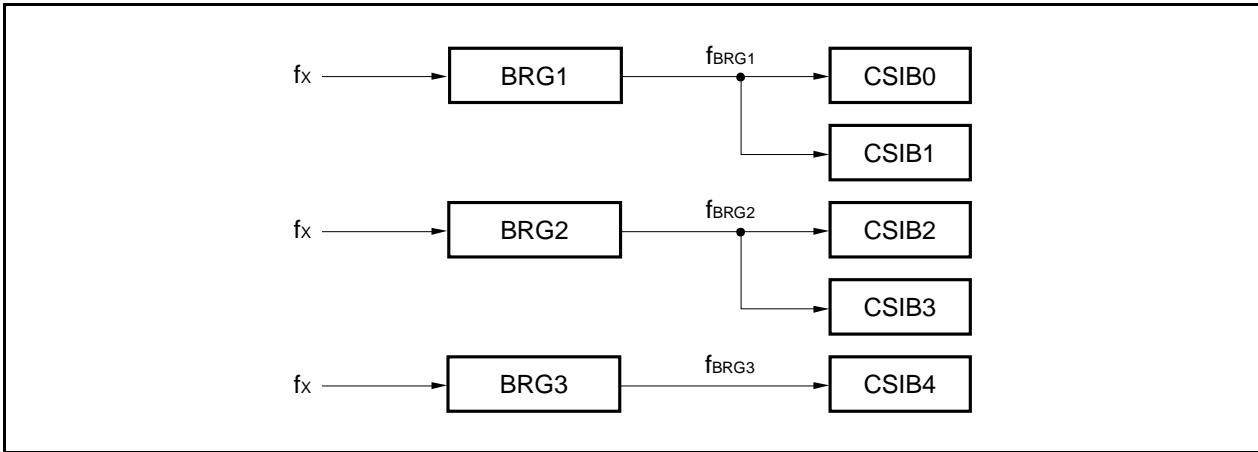 fX BRG1 fBRG1 CSIB0
CSIB1
fX BRG2 fBRG2 CSIB2
CSIB3
fX BRG3 fBRG3 CSIB4